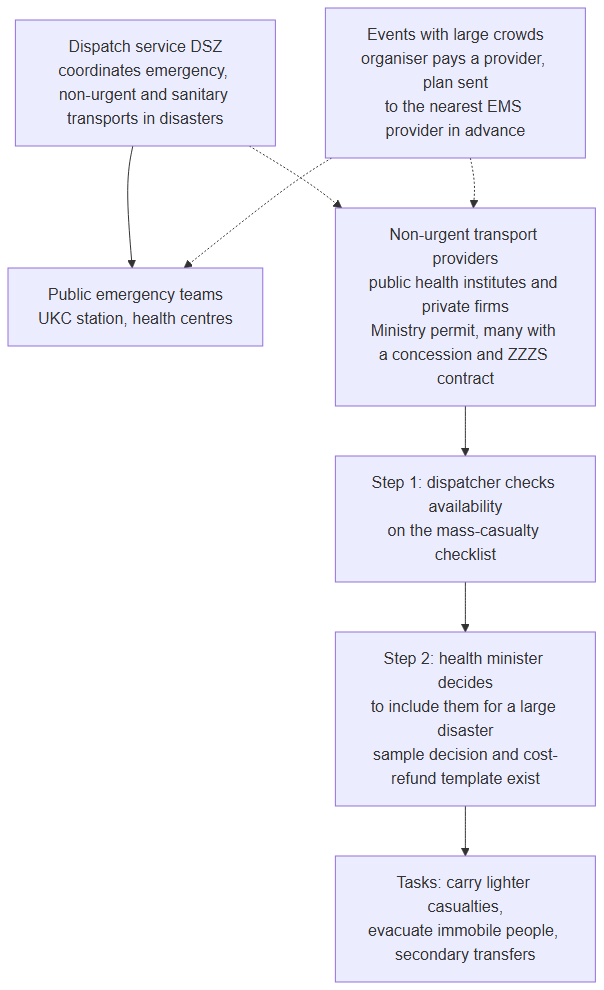 Dispatch service DSZ
coordinates emergency,
non-urgent and sanitary
transports in disasters
Events with large crowds
organiser pays a provider,
plan sent
to the nearest EMS
provider in advance
Public emergency teams
UKC station, health centres
Non-urgent transport
providers
public health institutes and
private firms
Ministry permit, many with
a concession and ZZZS
contract
Step 1: dispatcher checks
availability
on the mass-casualty
checklist
Step 2: health minister
decides
to include them for a large
disaster
sample decision and cost-
refund template exist
Tasks: carry lighter
casualties,
evacuate immobile people,
secondary transfers